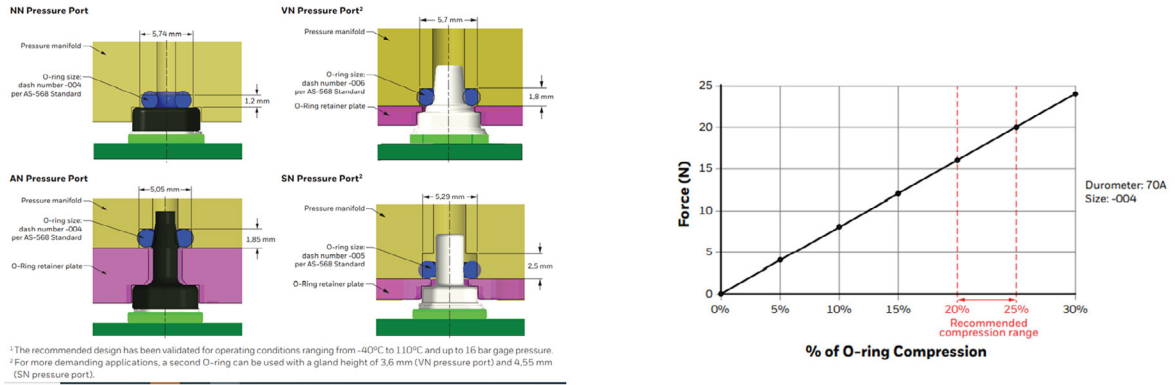 NN Pressure Port
5,74 mm
Pressure manifold
O-ring size:
dash number -004
per AS-568 Standard
1,2 mm
VN Pressure Port²
5,7 mm
Pressure manifold
O-ring size:
dash number -006
per AS-568 Standard
O-Ring retainer plate
1,8 mm
AN Pressure Port
5,05 mm
Pressure manifold
O-ring size:
dash number -004
per AS-568 Standard
O-Ring retainer plate
1,85 mm
SN Pressure Port²
5,29 mm
Pressure manifold
O-ring size:
dash number -005
per AS-568 Standard
O-Ring retainer plate
2,5 mm
¹The recommended design has been validated for operating conditions ranging from -40°C to 110°C and up to 16 bar gage pressure.
²For more demanding applications, a second O-ring can be used with a gland height of 3,6 mm (VN pressure port) and 4,55 mm
(SN pressure port).
Force (N)
25
20
15
10
5
0
0% 5% 10% 15% 20% 25% 30%
Recommended
compression range
% of O-ring Compression
Durometer: 70A
Size: -004